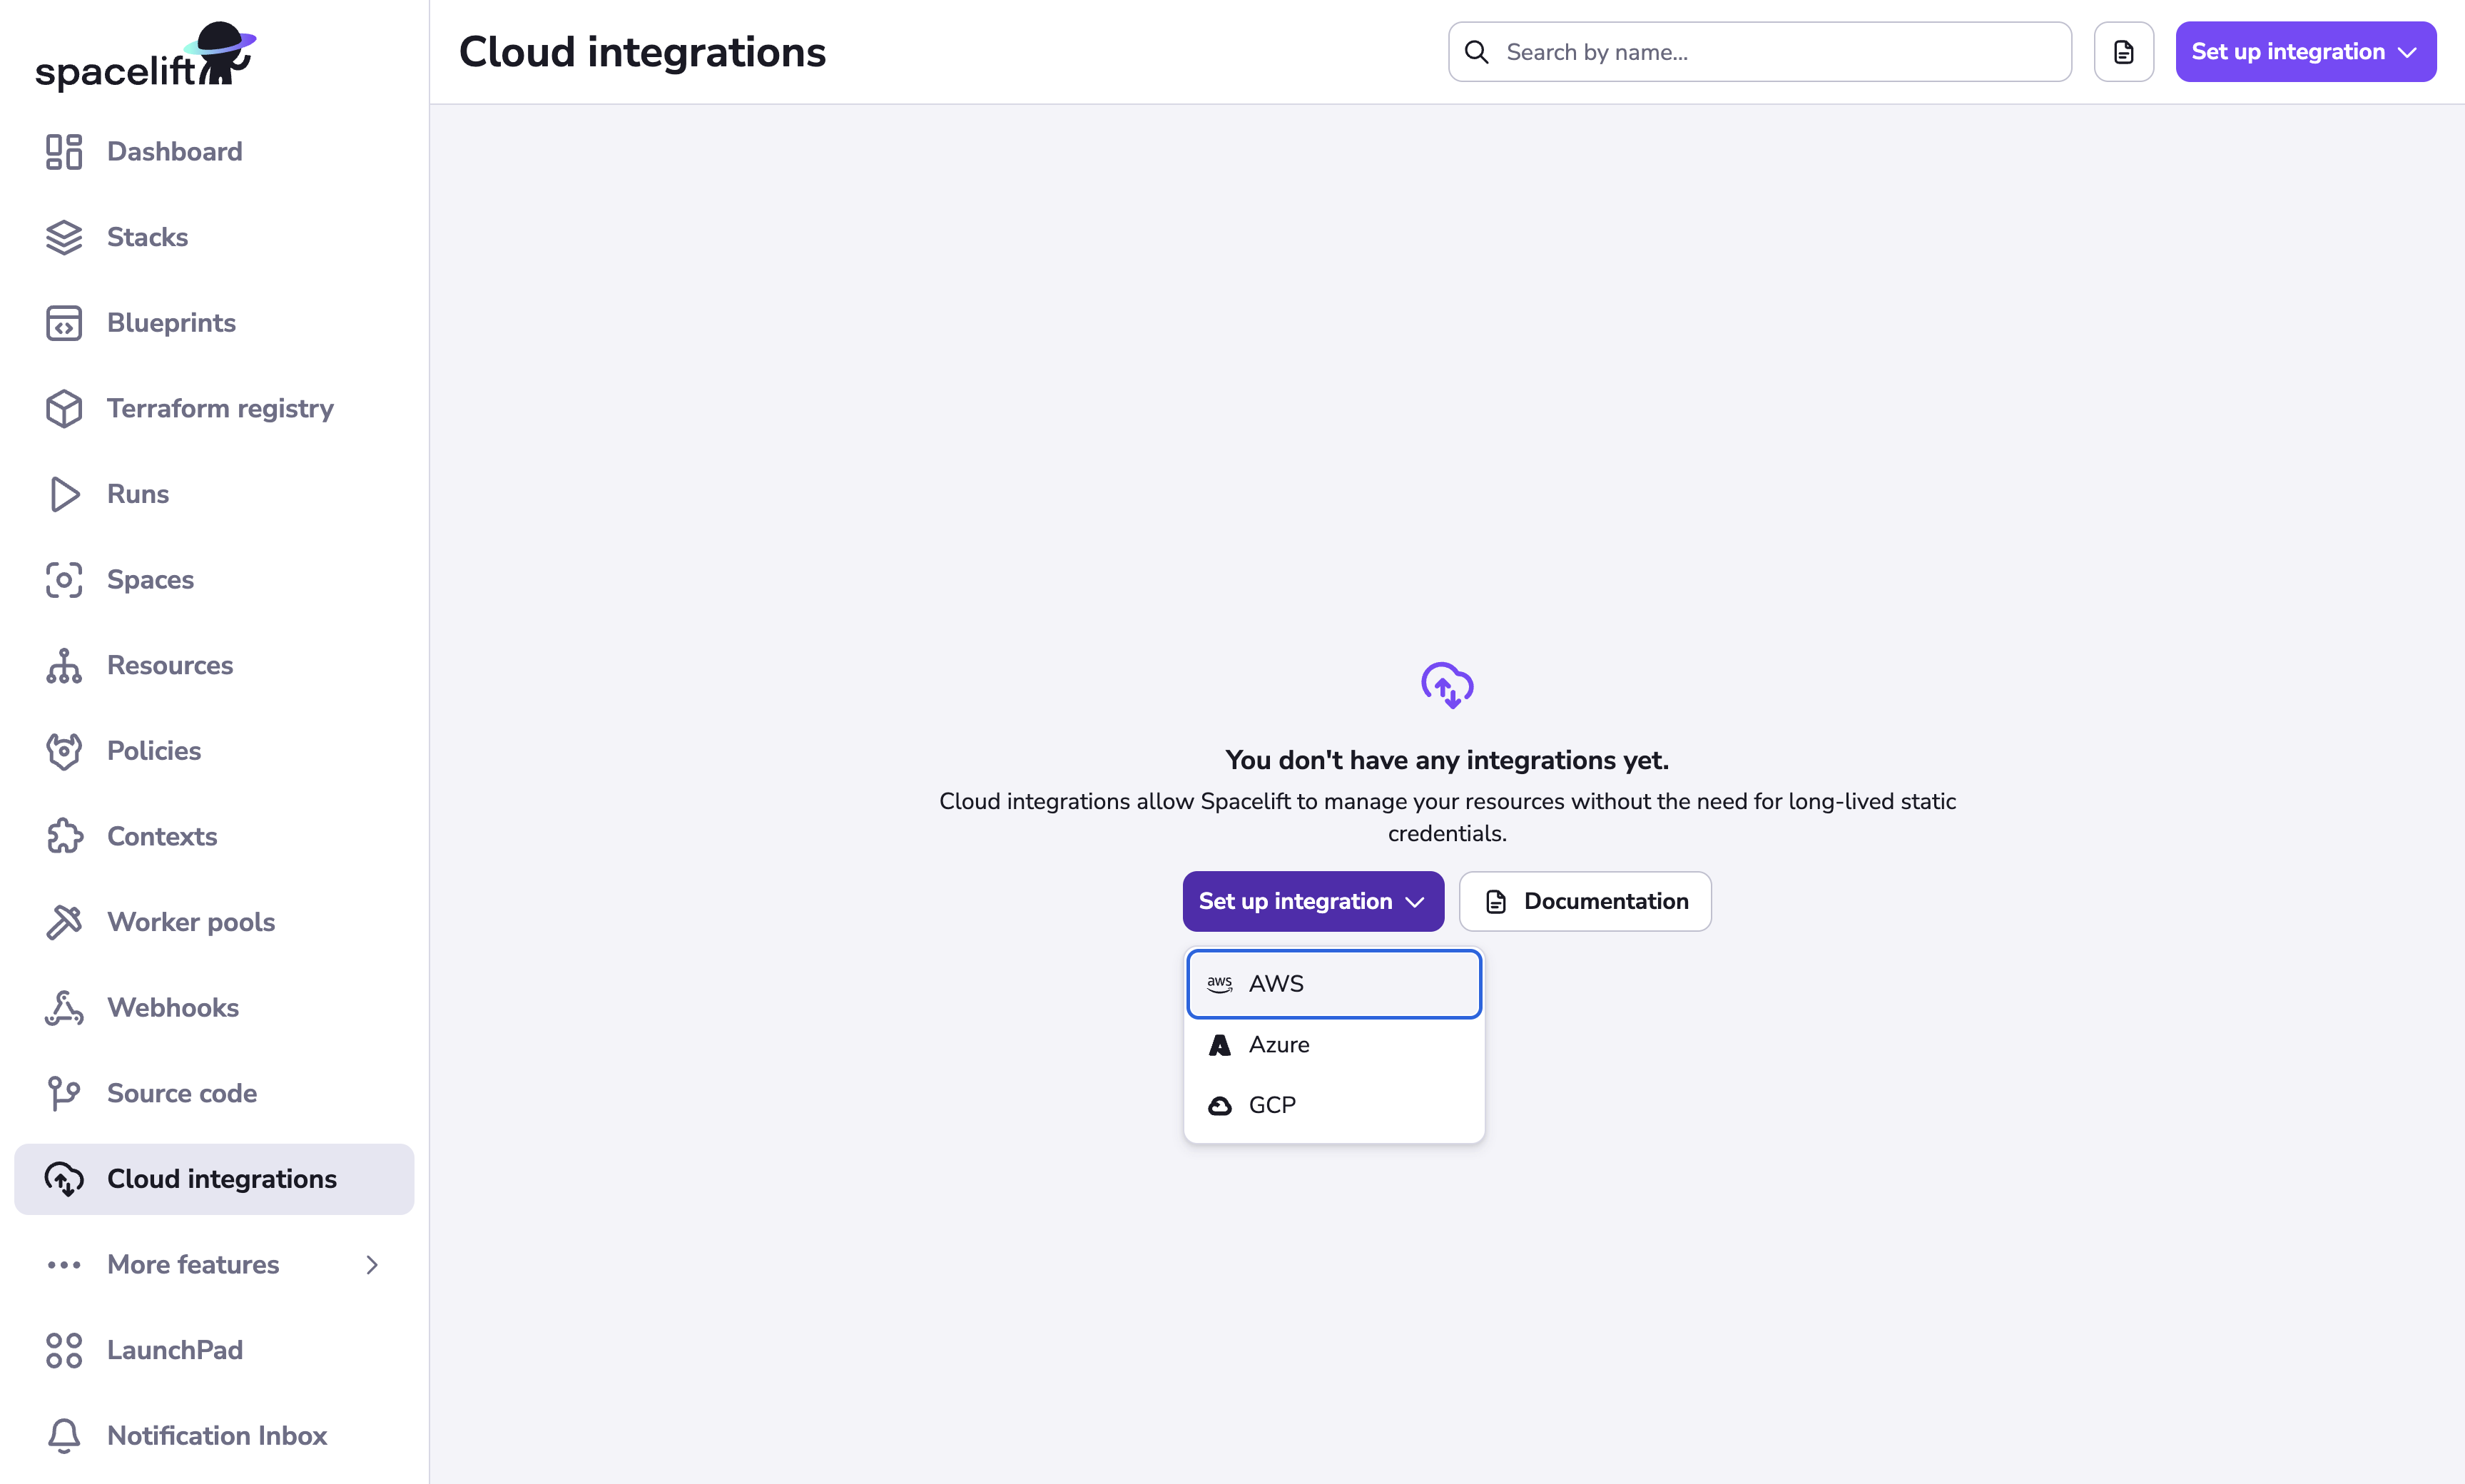 spacelift
Dashboard
Stacks
Blueprints
Terraform registry
Runs
Spaces
Resources
Policies
Contexts
Worker pools
Webhooks
Source code
Cloud integrations
More features
LaunchPad
Notification Inbox
Cloud integrations
Search by name...
Set up integration
You don't have any integrations yet.
Cloud integrations allow Spacelift to manage your resources without the need for long-lived static
credentials.
Set up integration
Documentation
aws AWS
Azure
GCP